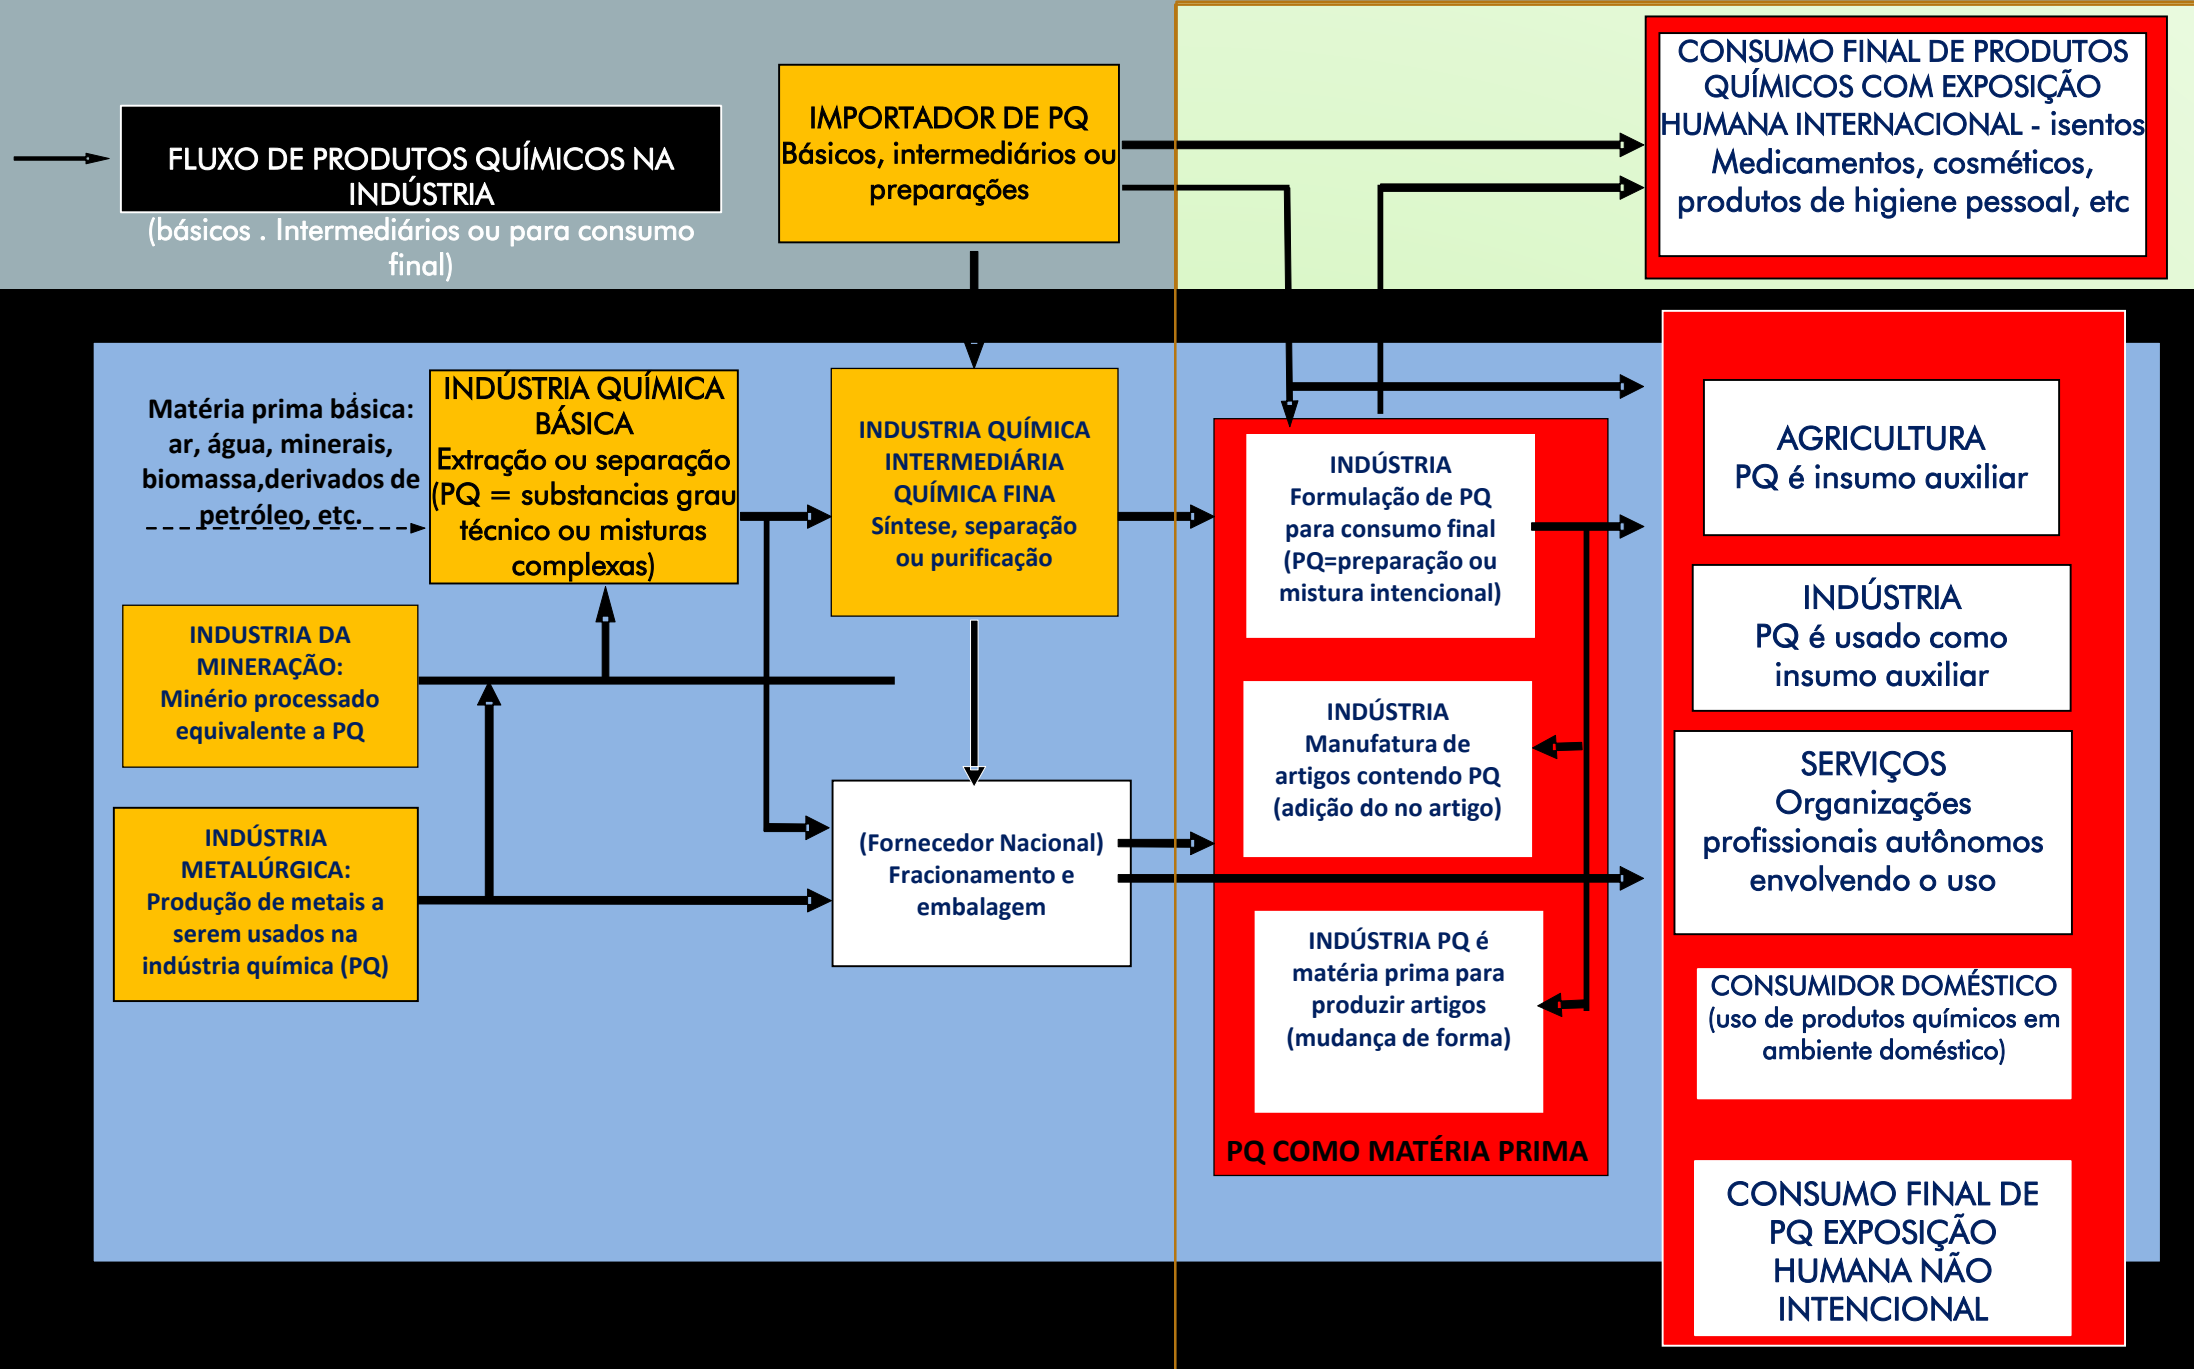 FLUXO DE PRODUTOS QUÍMICOS NA
INDÚSTRIA
(básicos . Intermediários ou para consumo
final)
IMPORTADOR DE PQ
Básicos, intermediários ou
preparações
CONSUMO FINAL DE PRODUTOS
QUÍMICOS COM EXPOSIÇÃO
HUMANA INTERNACIONAL - isentos
Medicamentos, cosméticos,
produtos de higiene pessoal, etc
Matéria prima básica:
ar, água, minerais,
biomassa,derivados de
petróleo, etc.
INDÚSTRIA QUÍMICA
BÁSICA
Extração ou separação
(PQ = substancias grau
técnico ou misturas
complexas)
INDUSTRIA QUÍMICA
INTERMEDIÁRIA
QUÍMICA FINA
Síntese, separação
ou purificação
INDUSTRIA DA
MINERAÇÃO:
Minério processado
equivalente a PQ
INDÚSTRIA
METALÚRGICA:
Produção de metais a
serem usados na
indústria química (PQ)
(Fornecedor Nacional)
Fracionamento e
embalagem
INDÚSTRIA
Formulação de PQ
para consumo final
(PQ=preparação ou
mistura intencional)
INDÚSTRIA
Manufatura de
artigos contendo PQ
(adição do no artigo)
INDÚSTRIA PQ é
matéria prima para
produzir artigos
(mudança de forma)
PQ COMO MATÉRIA PRIMA
AGRICULTURA
PQ é insumo auxiliar
INDÚSTRIA
PQ é usado como
insumo auxiliar
SERVIÇOS
Organizações
profissionais autônomos
envolvendo o uso
CONSUMIDOR DOMÉSTICO
(uso de produtos químicos em
ambiente doméstico)
CONSUMO FINAL DE
PQ EXPOSIÇÃO
HUMANA NÃO
INTENCIONAL